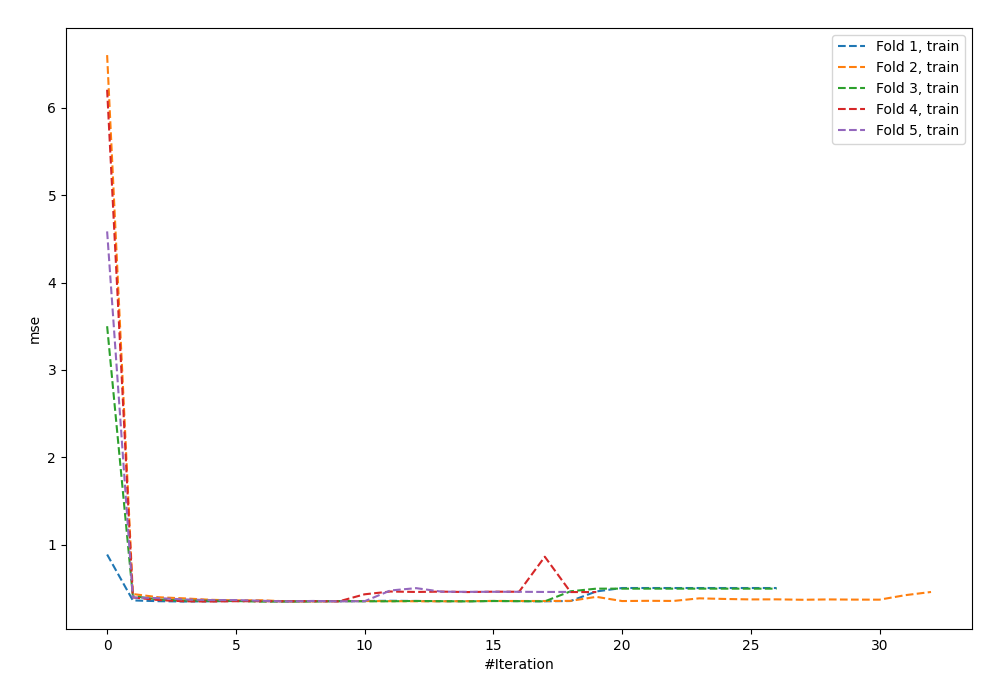 Fold 1, train
Fold 2, train
Fold 3, train
Fold 4, train
Fold 5, train
6
5
4
3
2
1
mse
0 5 10 15 20 25 30
#Iteration